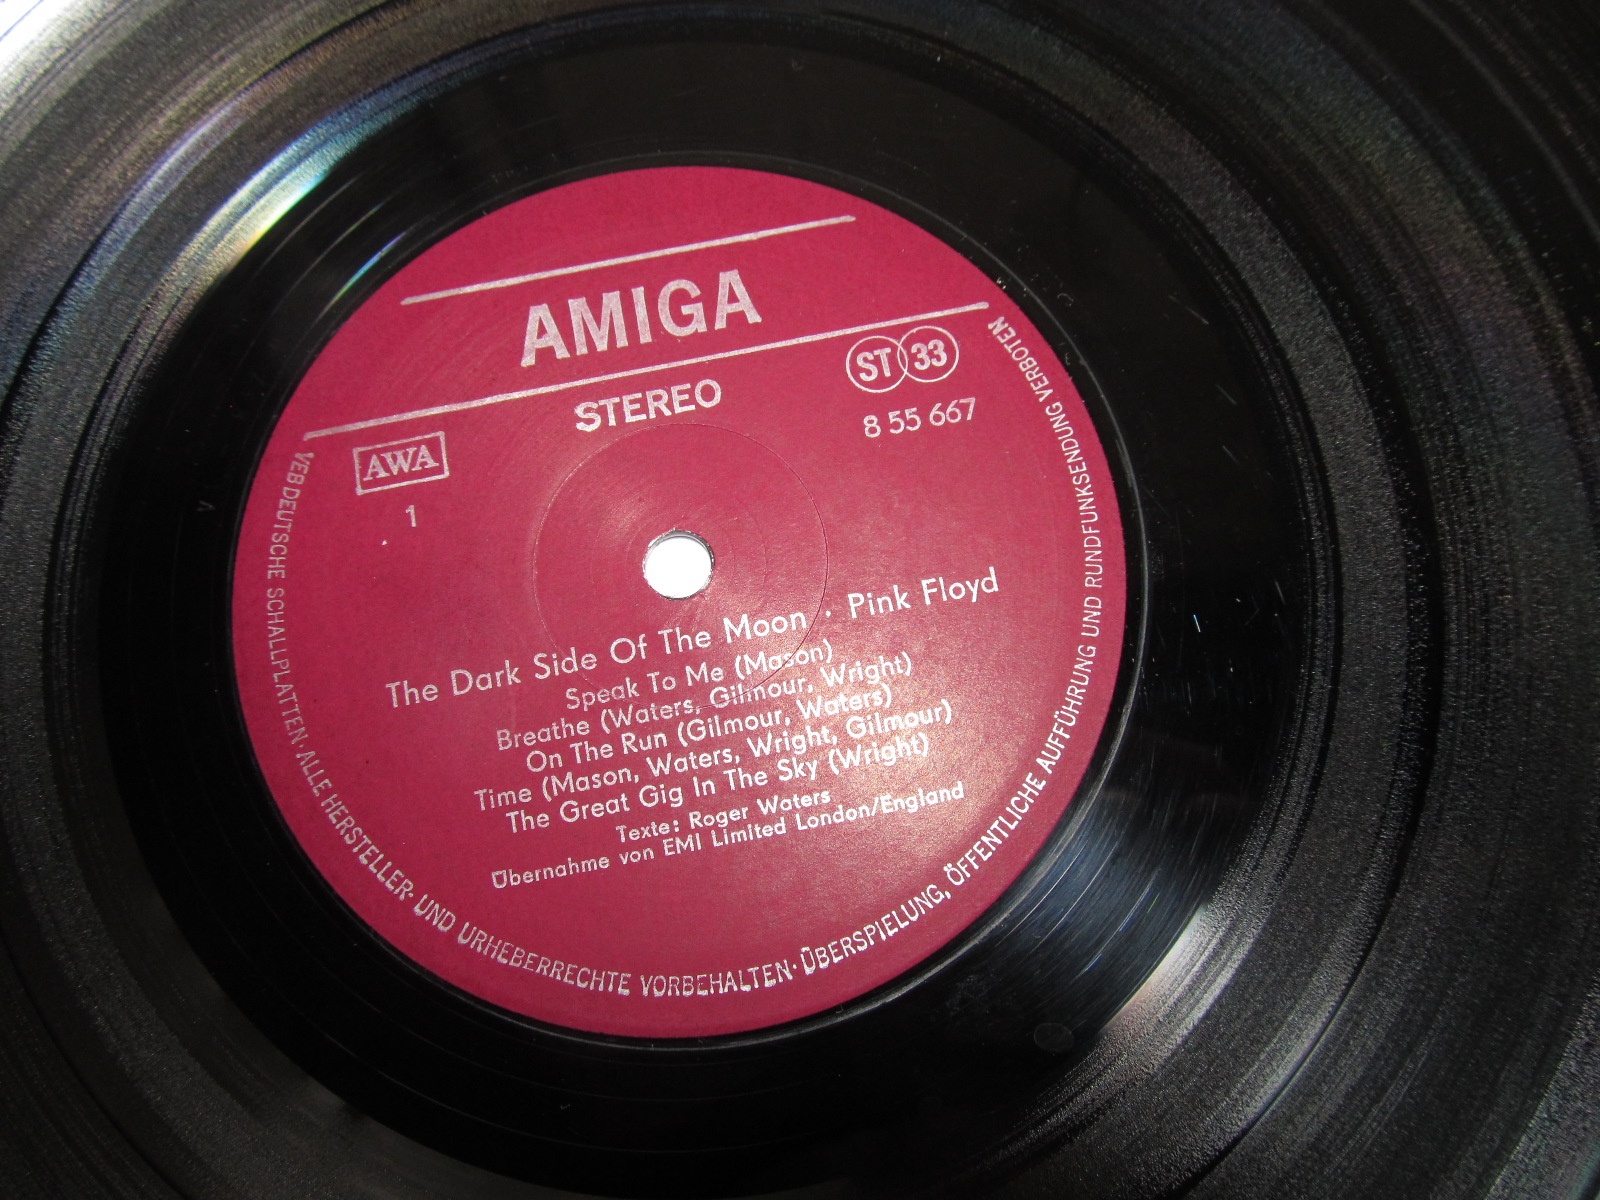 AMIGA
STEREO
ST 33
8 55 667
AWA
1
The Dark Side Of The Moon · Pink Floyd
Speak To Me (Mason)
Breathe (Waters, Gilmour, Wright)
On The Run (Gilmour, Waters)
Time (Mason, Waters, Wright, Gilmour)
The Great Gig In The Sky (Wright)
Texte: Roger Waters
Übernahme von EMI Limited London/England
VEB DEUTSCHE SCHALLPLATTEN · ALLE HERSTELLER- UND URHEBERRECHTE VORBEHALTEN · ÜBERSPIELUNG, ÖFFENTLICHE AUFFÜHRUNG UND RUNDFUNKSENDUNG VERBOTEN